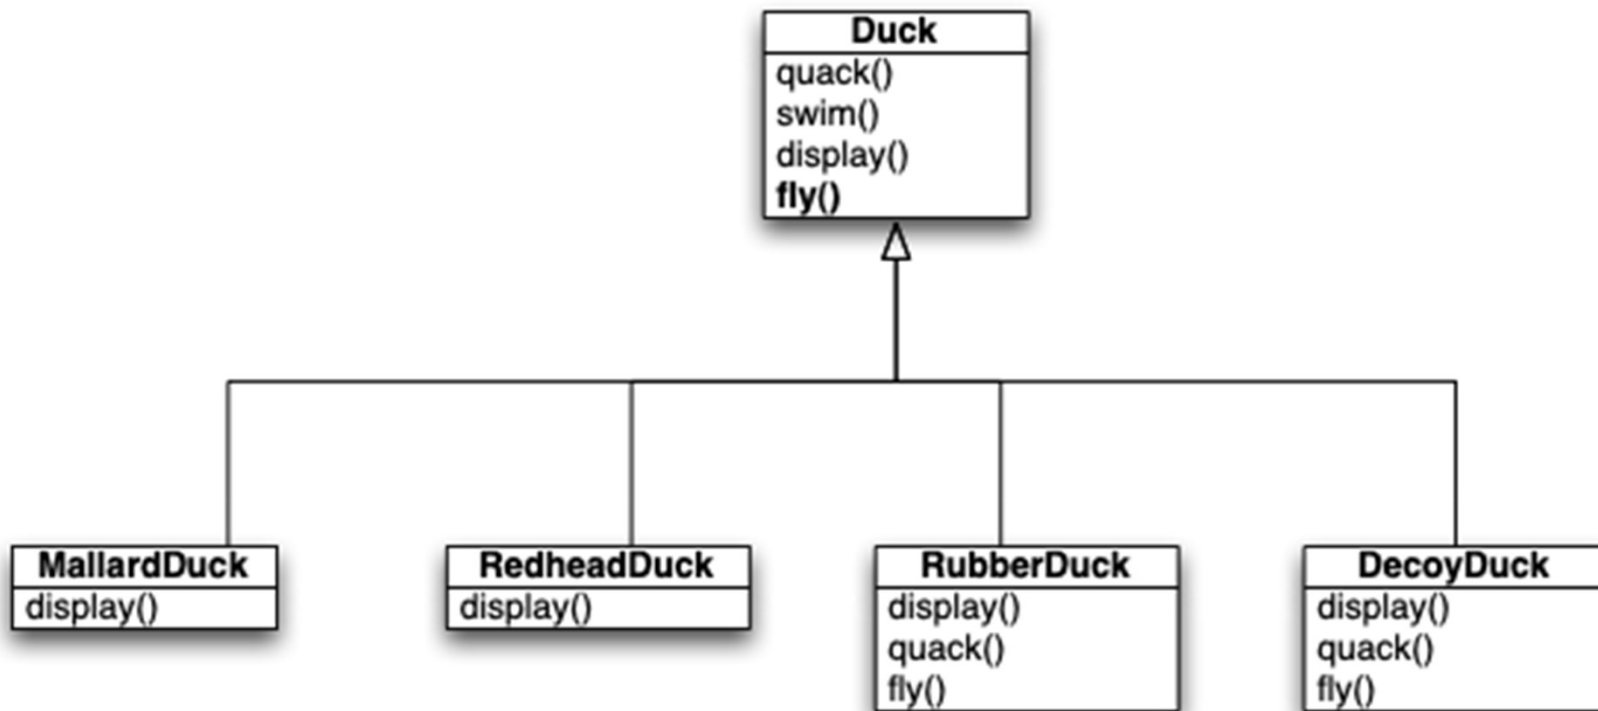 Duck
quack()
swim()
display()
fly()
MallardDuck
display()
RedheadDuck
display()
RubberDuck
display()
quack()
fly()
DecoyDuck
display()
quack()
fly()